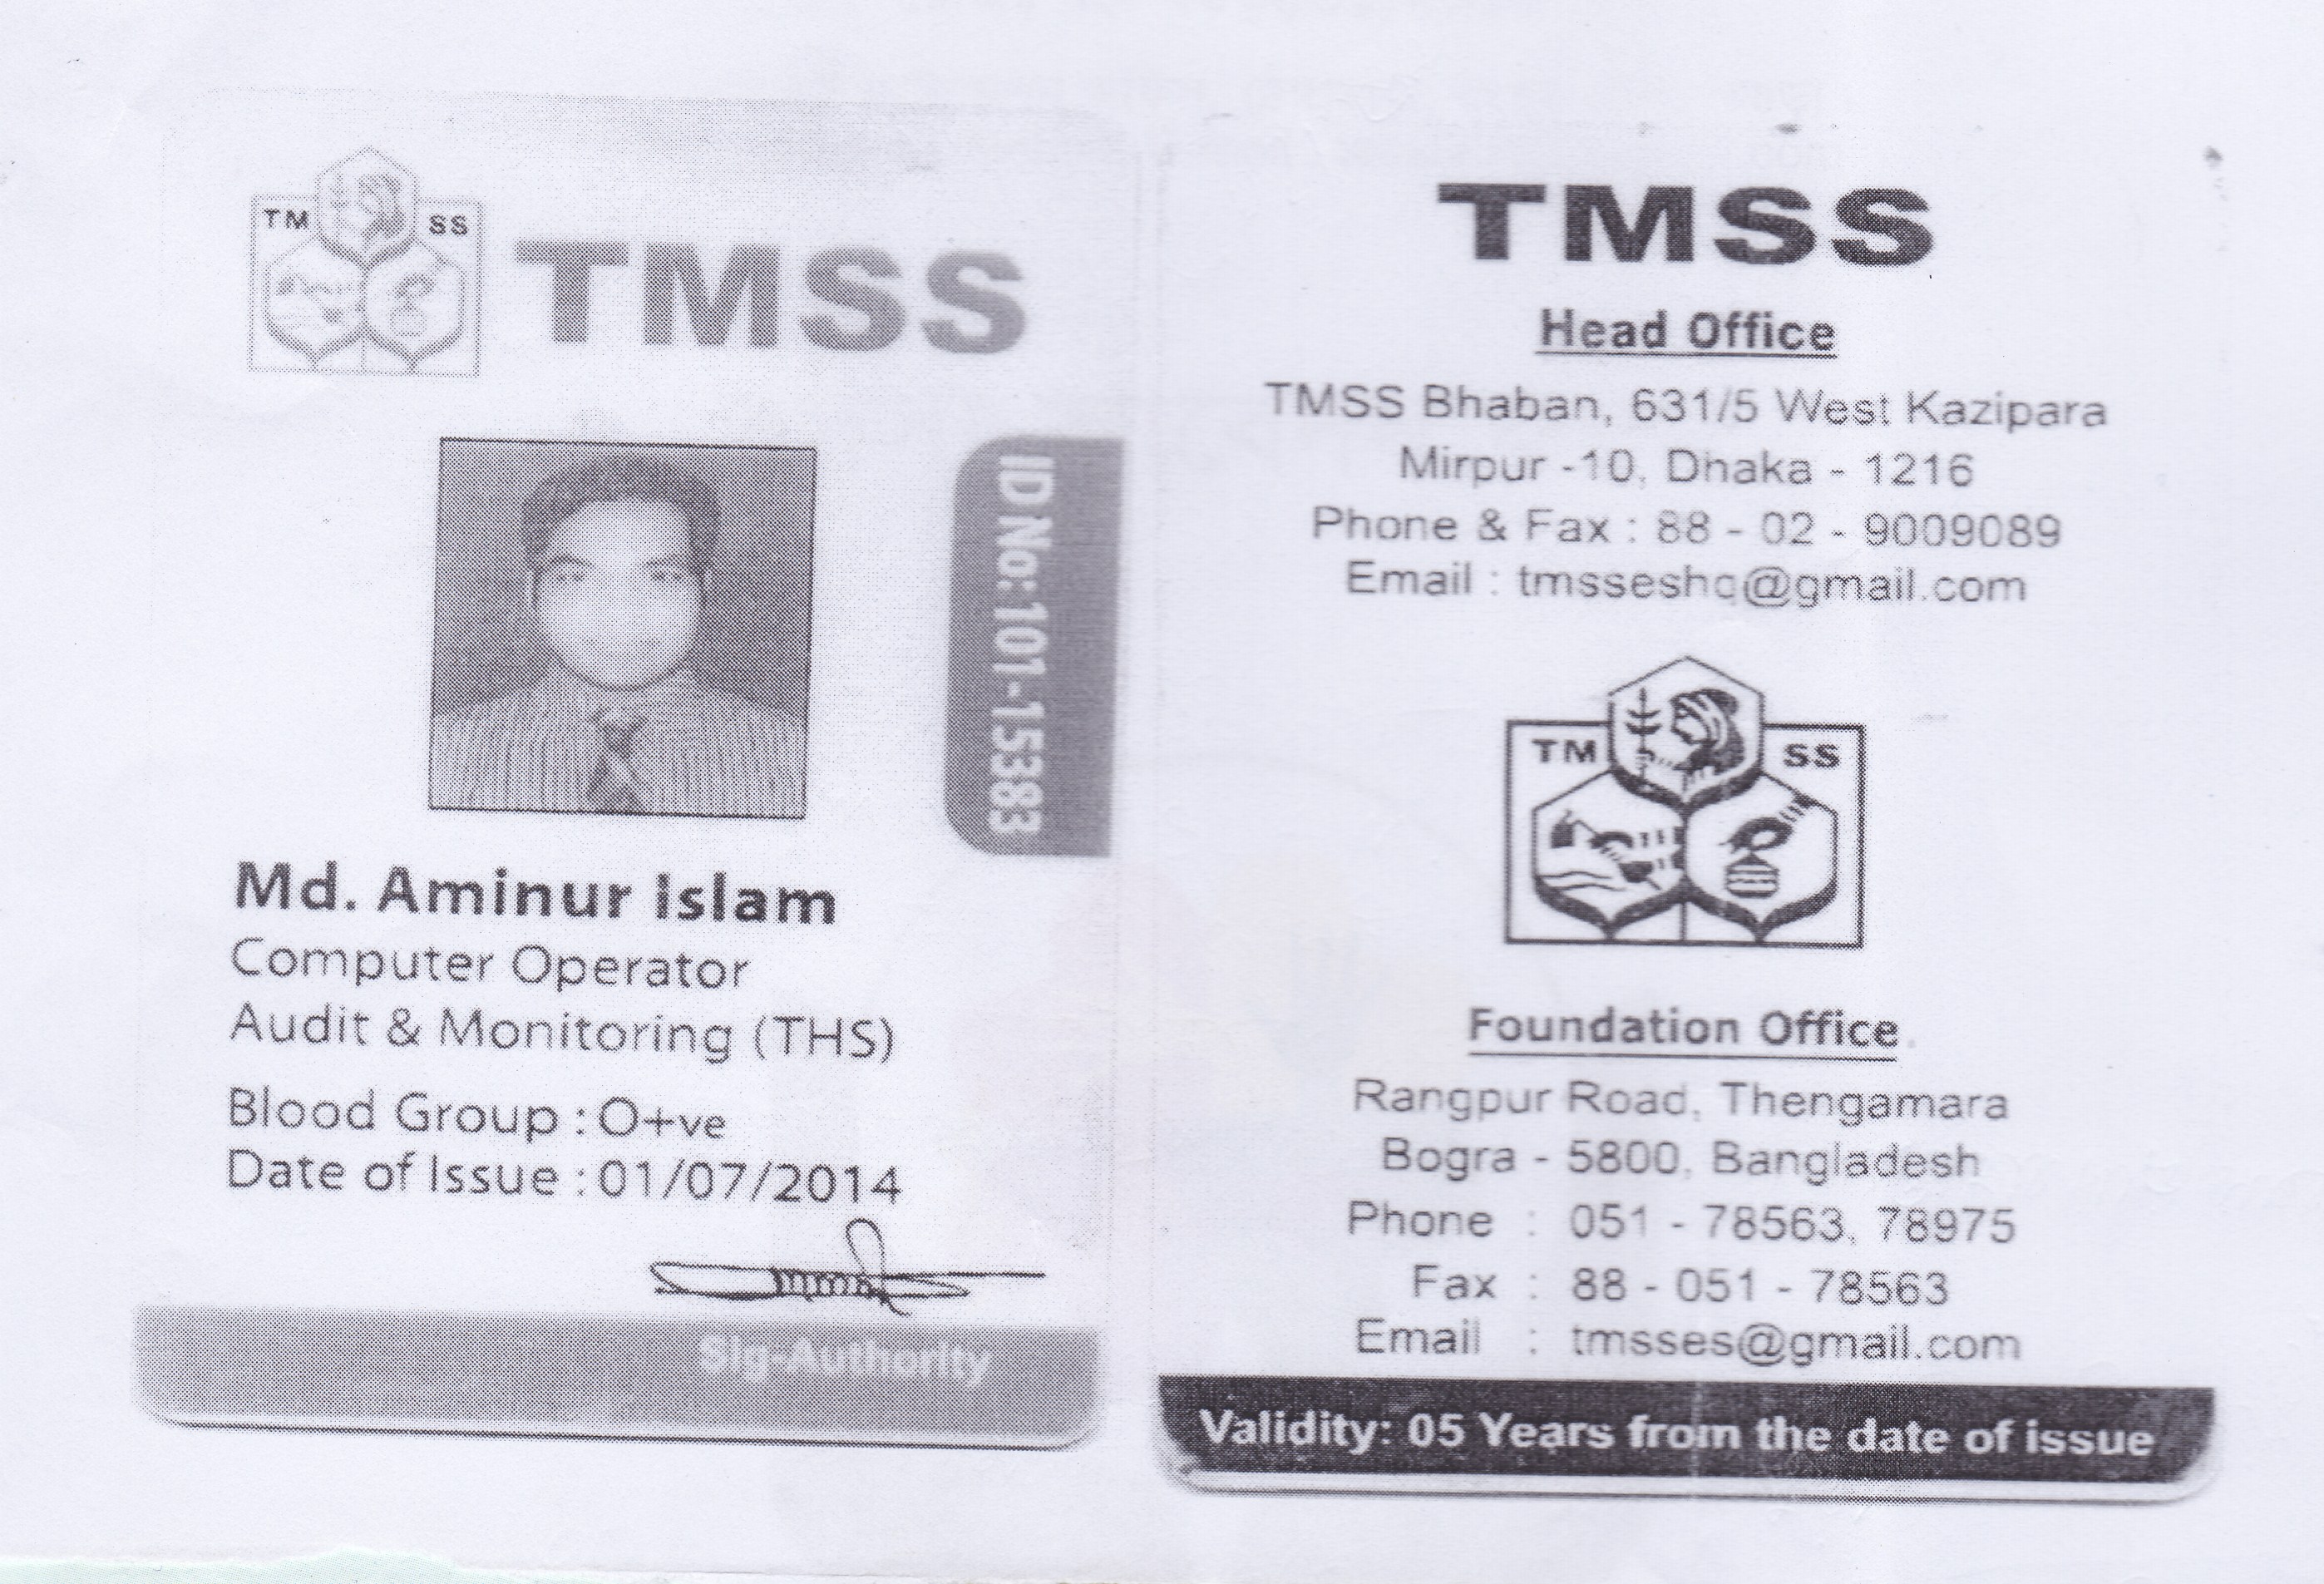 TM SS
TMSS
ID No: 101-15383
Md. Aminur Islam
Computer Operator
Audit & Monitoring (THS)
Blood Group : O+ve
Date of Issue : 01/07/2014
Sig-Authority
TMSS
Head Office
TMSS Bhaban, 631/5 West Kazipara
Mirpur -10, Dhaka - 1216
Phone & Fax : 88 - 02 - 9009089
Email : tmsseshq@gmail.com
TM SS
Foundation Office
Rangpur Road, Thengamara
Bogra - 5800, Bangladesh
Phone : 051 - 78563, 78975
Fax : 88 - 051 - 78563
Email : tmsses@gmail.com
Validity: 05 Years from the date of issue